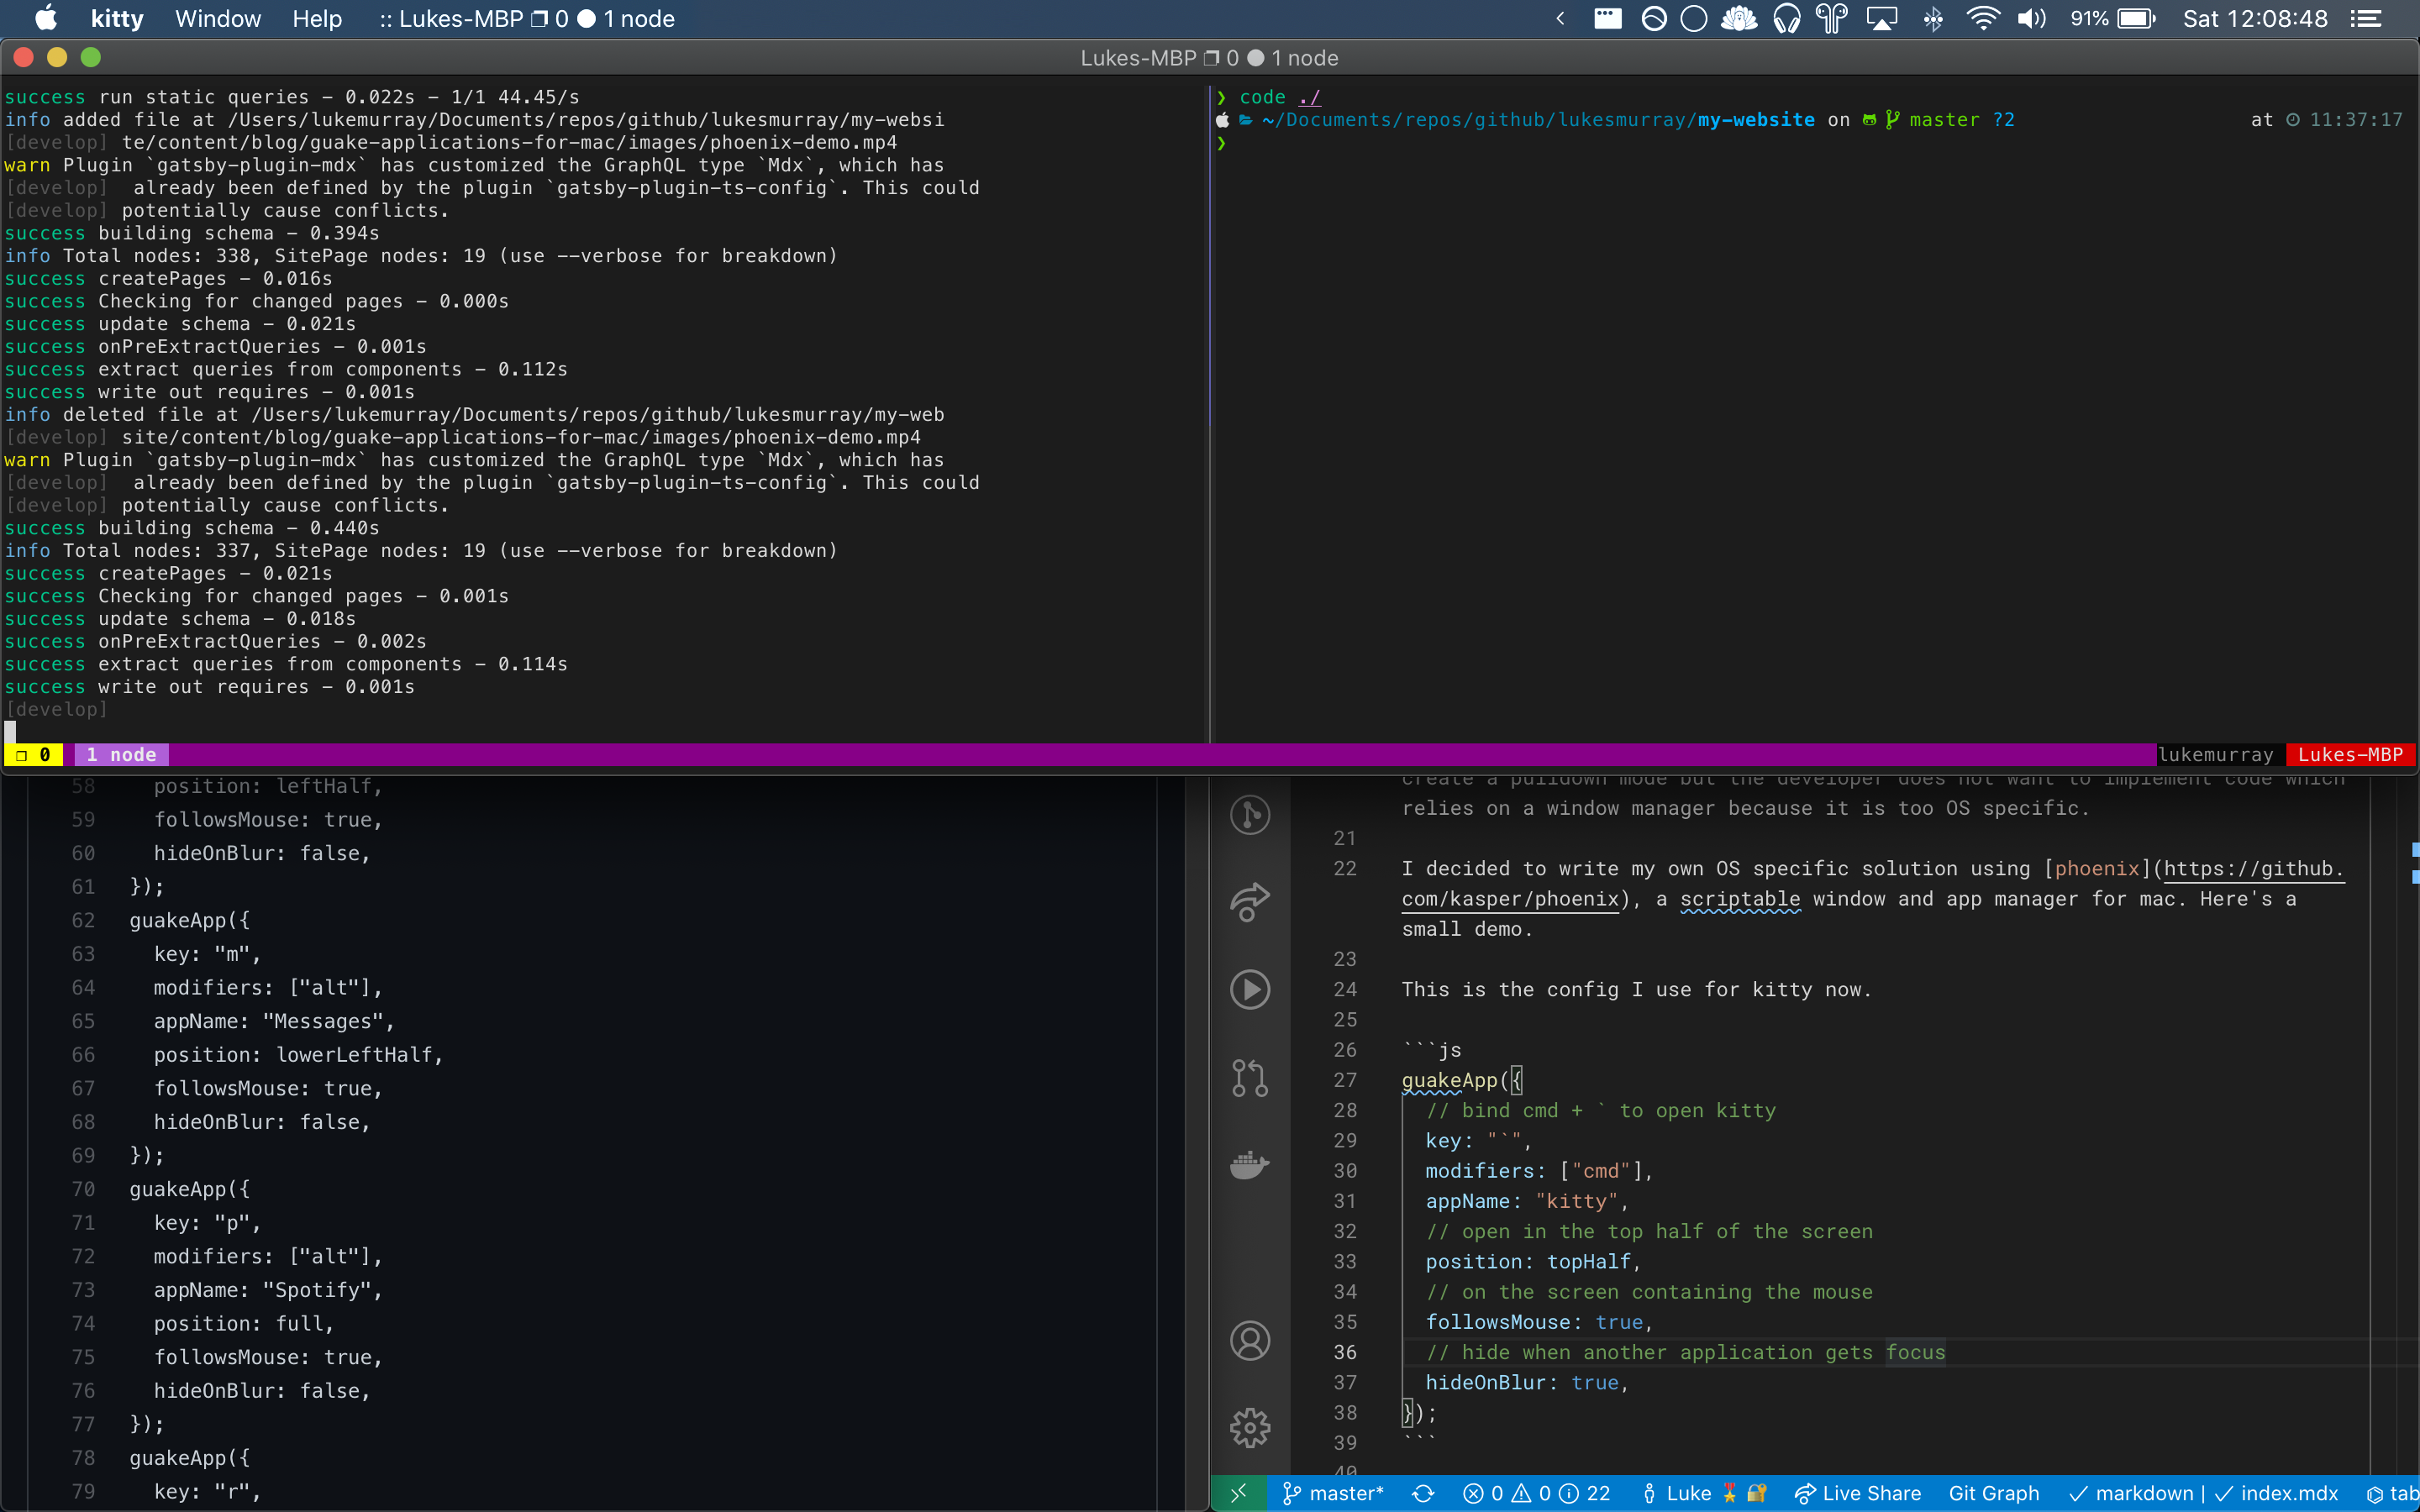 kitty Window Help :: Lukes-MBP ❐ 0 ● 1 node
91% Sat 12:08:48
Lukes-MBP ❐ 0 ● 1 node
success run static queries - 0.022s - 1/1 44.45/s
info added file at /Users/lukemurray/Documents/repos/github/lukesmurray/my-websi
[develop] te/content/blog/guake-applications-for-mac/images/phoenix-demo.mp4
warn Plugin `gatsby-plugin-mdx` has customized the GraphQL type `Mdx`, which has
[develop]  already been defined by the plugin `gatsby-plugin-ts-config`. This could
[develop] potentially cause conflicts.
success building schema - 0.394s
info Total nodes: 338, SitePage nodes: 19 (use --verbose for breakdown)
success createPages - 0.016s
success Checking for changed pages - 0.000s
success update schema - 0.021s
success onPreExtractQueries - 0.001s
success extract queries from components - 0.112s
success write out requires - 0.001s
info deleted file at /Users/lukemurray/Documents/repos/github/lukesmurray/my-web
[develop] site/content/blog/guake-applications-for-mac/images/phoenix-demo.mp4
warn Plugin `gatsby-plugin-mdx` has customized the GraphQL type `Mdx`, which has
[develop]  already been defined by the plugin `gatsby-plugin-ts-config`. This could
[develop] potentially cause conflicts.
success building schema - 0.440s
info Total nodes: 337, SitePage nodes: 19 (use --verbose for breakdown)
success createPages - 0.021s
success Checking for changed pages - 0.001s
success update schema - 0.018s
success onPreExtractQueries - 0.002s
success extract queries from components - 0.114s
success write out requires - 0.001s
[develop]
❯ code ./
~/Documents/repos/github/lukesmurray/my-website on master ?2 at 11:37:17
❯
❐ 0 1 node lukemurray Lukes-MBP
58 position: leftHalf,
59 followsMouse: true,
60 hideOnBlur: false,
61 });
62 guakeApp({
63 key: "m",
64 modifiers: ["alt"],
65 appName: "Messages",
66 position: lowerLeftHalf,
67 followsMouse: true,
68 hideOnBlur: false,
69 });
70 guakeApp({
71 key: "p",
72 modifiers: ["alt"],
73 appName: "Spotify",
74 position: full,
75 followsMouse: true,
76 hideOnBlur: false,
77 });
78 guakeApp({
79 key: "r",
create a pulldown mode but the developer does not want to implement code which
relies on a window manager because it is too OS specific.
21
22 I decided to write my own OS specific solution using [phoenix](https://github.
com/kasper/phoenix), a scriptable window and app manager for mac. Here's a
small demo.
23
24 This is the config I use for kitty now.
25
26 ```js
27 guakeApp({
28 // bind cmd + ` to open kitty
29 key: "`",
30 modifiers: ["cmd"],
31 appName: "kitty",
32 // open in the top half of the screen
33 position: topHalf,
34 // on the screen containing the mouse
35 followsMouse: true,
36 // hide when another application gets focus
37 hideOnBlur: true,
38 });
39 ```
40
master* 0 0 22 Luke Live Share Git Graph ✓ markdown | ✓ index.mdx tab